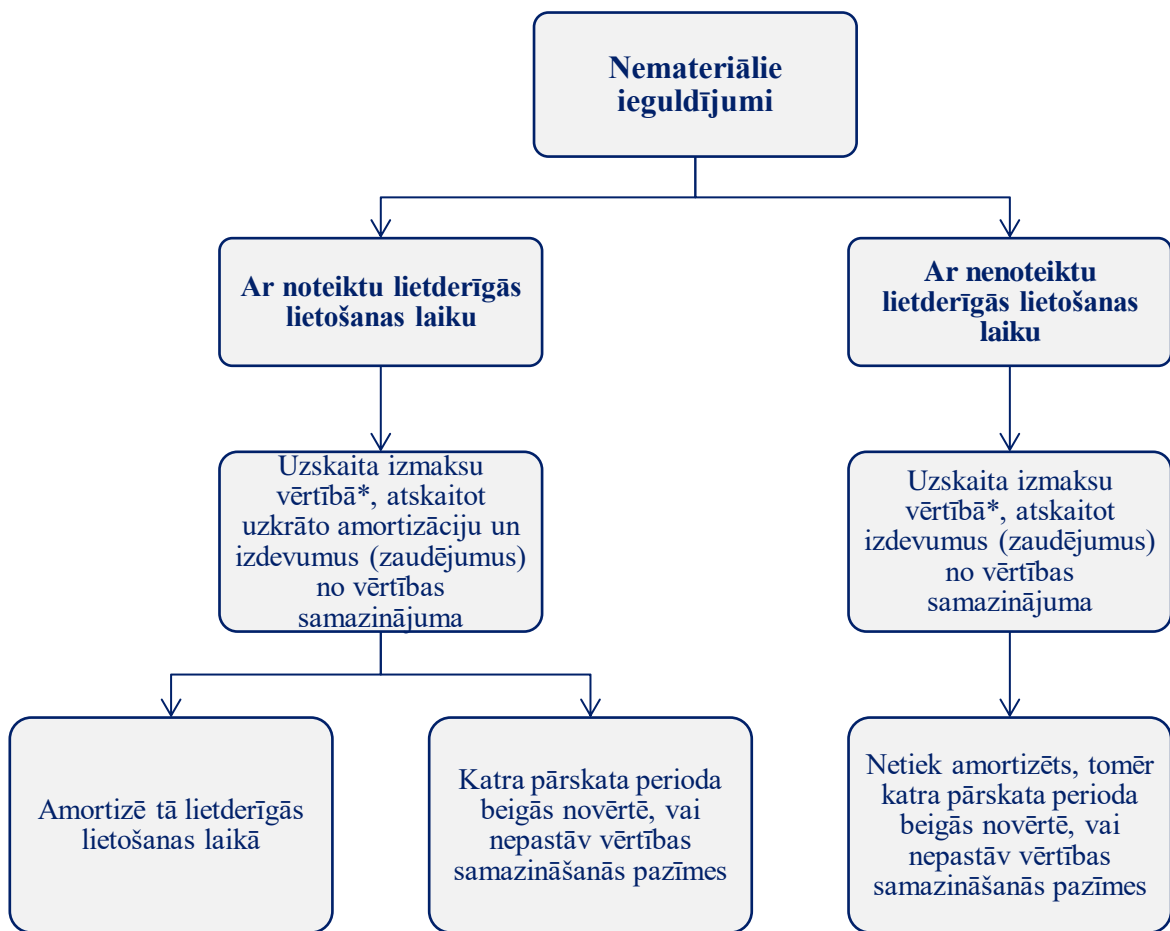 Nemateriālie
ieguldījumi
Ar noteiktu lietderīgās
lietošanas laiku
Ar nenoteiktu
lietderīgās lietošanas
laiku
Uzskaita izmaksu
vērtībā*, atskaitot
uzkrāto amortizāciju un
izdevumus (zaudējumus)
no vērtības
samazinājuma
Uzskaita izmaksu
vērtībā*, atskaitot
izdevumus (zaudējumus)
no vērtības
samazinājuma
Amortizē tā lietderīgās
lietošanas laikā
Katra pārskata perioda
beigās novērtē, vai
nepastāv vērtības
samazināšanās pazīmes
Netiek amortizēts, tomēr
katra pārskata perioda
beigās novērtē, vai
nepastāv vērtības
samazināšanās pazīmes